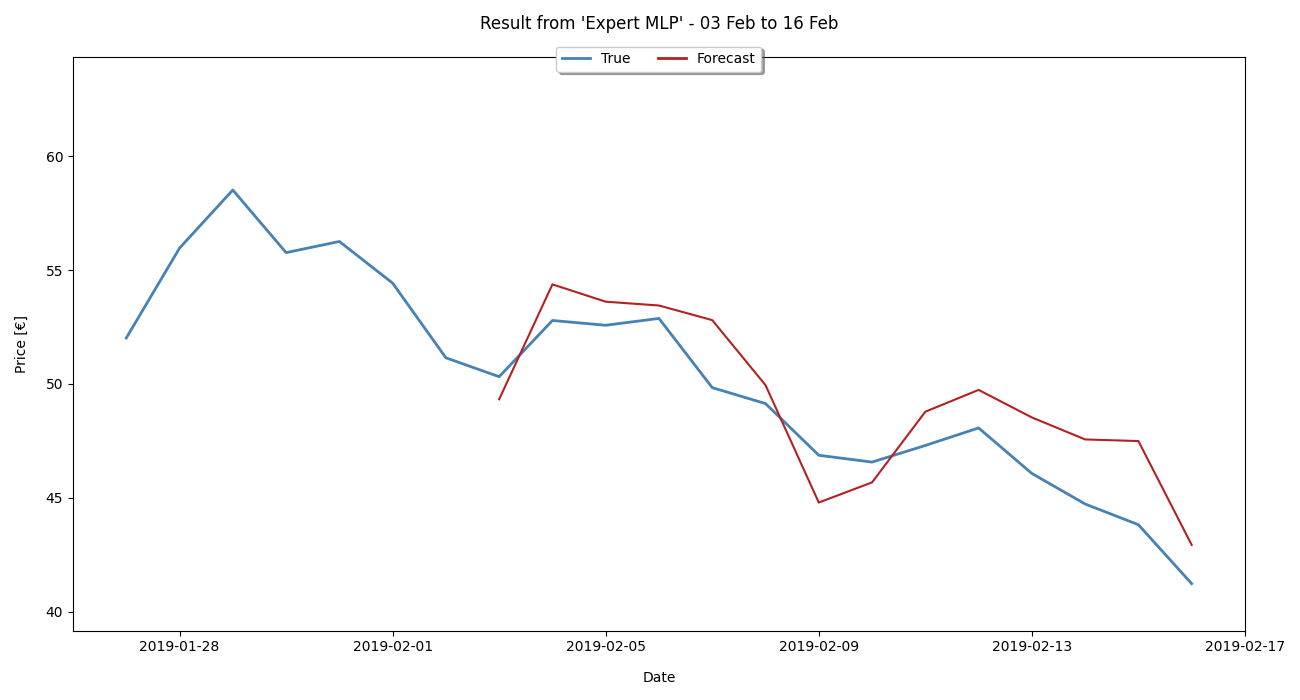 Result from 'Expert MLP' - 03 Feb to 16 Feb
True Forecast
60
55
50
45
40
Price [€]
2019-01-28 2019-02-01 2019-02-05 2019-02-09 2019-02-13 2019-02-17
Date